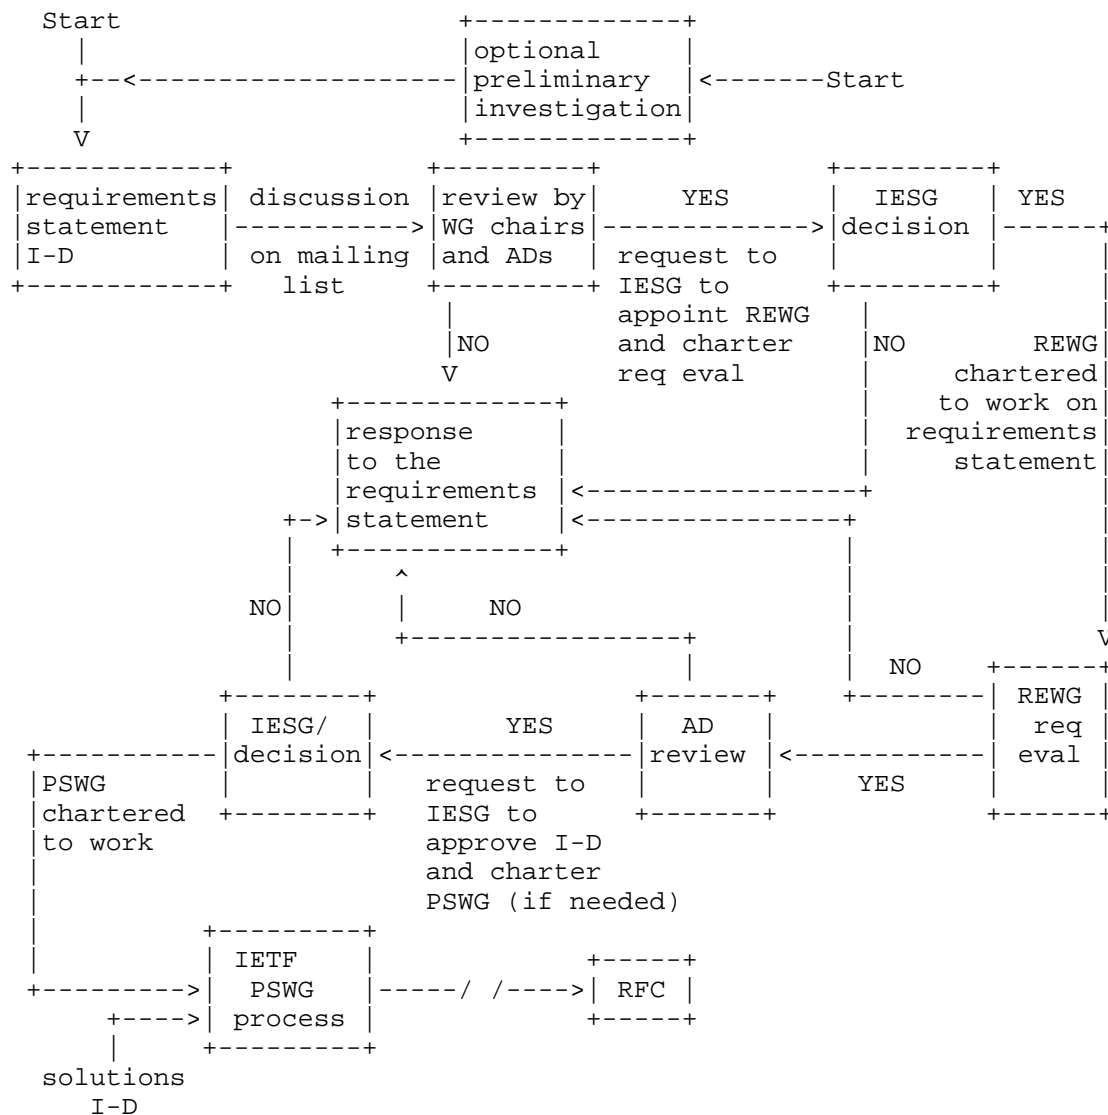 Start                         +-------------+
  |                           |optional     |
  +--<------------------------|preliminary  |<-------Start
  |                           |investigation|
  V                           +-------------+
+------------+             +---------+              +---------+
|requirements| discussion  |review by|     YES      |  IESG   | YES
|statement   |------------>|WG chairs|------------->|decision |------+
|I-D         | on mailing  |and ADs  | request to   |         |      |
+------------+   list      +---------+ IESG to      +---------+      |
                            |          appoint REWG   |              |
                            |NO        and charter    |NO        REWG|
                            V          req eval       |     chartered|
                     +-------------+                  |    to work on|
                     |response     |                  |  requirements|
                     |to the       |                  |     statement|
                     |requirements |<-----------------+              |
                  +->|statement    |<----------------+               |
                  |  +-------------+                 |               |
                  |      ^                           |               |
                NO|      |     NO                    |               |
                  |      +-----------------+         |               V
                  |                        |         |  NO     +------+
              +--------+                +-------+    +--------| REWG |
              | IESG/  |      YES       |  AD   |             |  req |
  +-----------|decision|<---------------|review |<------------| eval |
  |PSWG       |        |  request to    |       |     YES     |      |
  |chartered  +--------+  IESG to       +-------+             +------+
  |to work                approve I-D
  |                       and charter
  |                       PSWG (if needed)
  |          +---------+
  |          | IETF    |             +-----+
  +--------->|  PSWG   |-----/ /---->| RFC |
      +----->| process |             +-----+
      |      +---------+
  solutions
     I-D